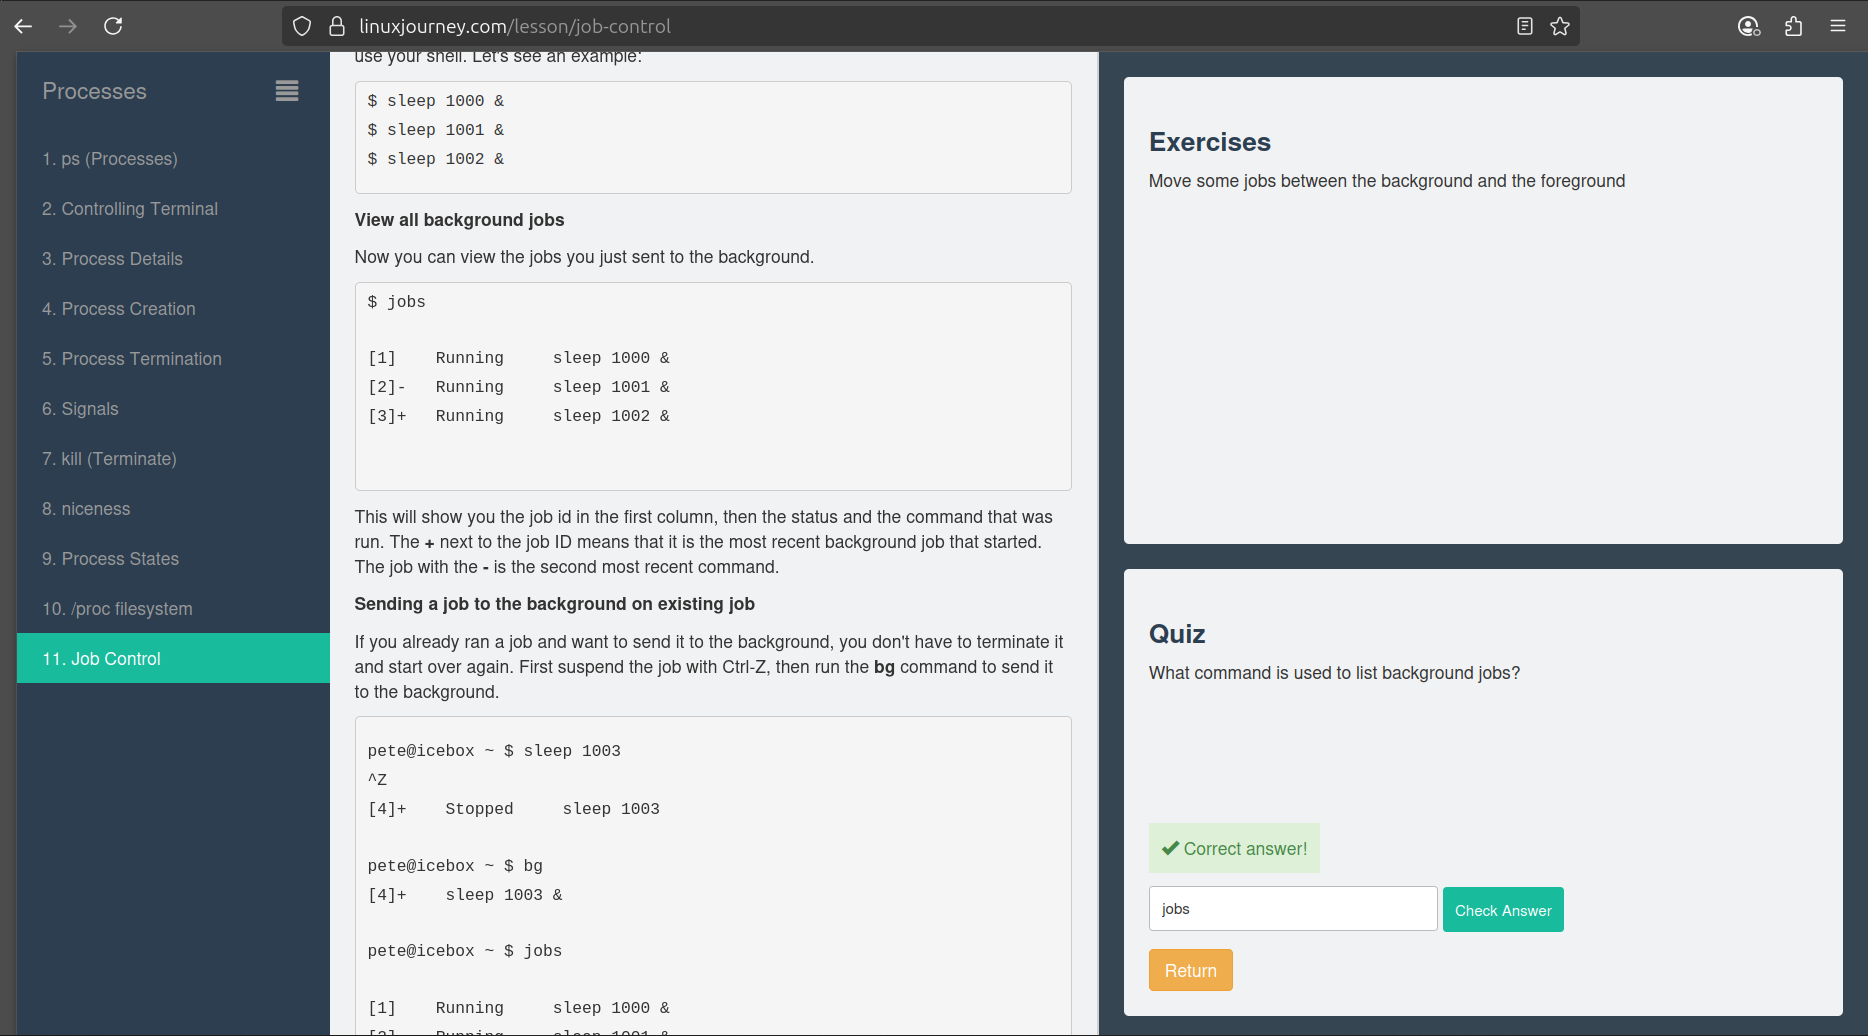 linuxjourney.com/lesson/job-control
Processes
1. ps (Processes)
2. Controlling Terminal
3. Process Details
4. Process Creation
5. Process Termination
6. Signals
7. kill (Terminate)
8. niceness
9. Process States
10. /proc filesystem
11. Job Control
use your shell. Let's see an example:
$ sleep 1000 &
$ sleep 1001 &
$ sleep 1002 &
View all background jobs
Now you can view the jobs you just sent to the background.
$ jobs
[1]    Running     sleep 1000 &
[2]-   Running     sleep 1001 &
[3]+   Running     sleep 1002 &
This will show you the job id in the first column, then the status and the command that was
run. The + next to the job ID means that it is the most recent background job that started.
The job with the - is the second most recent command.
Sending a job to the background on existing job
If you already ran a job and want to send it to the background, you don't have to terminate it
and start over again. First suspend the job with Ctrl-Z, then run the bg command to send it
to the background.
pete@icebox ~ $ sleep 1003
^Z
[4]+    Stopped     sleep 1003
pete@icebox ~ $ bg
[4]+    sleep 1003 &
pete@icebox ~ $ jobs
[1]    Running     sleep 1000 &
[2]-   Running     sleep 1001 &
Exercises
Move some jobs between the background and the foreground
Quiz
What command is used to list background jobs?
Correct answer!
jobs
Check Answer
Return